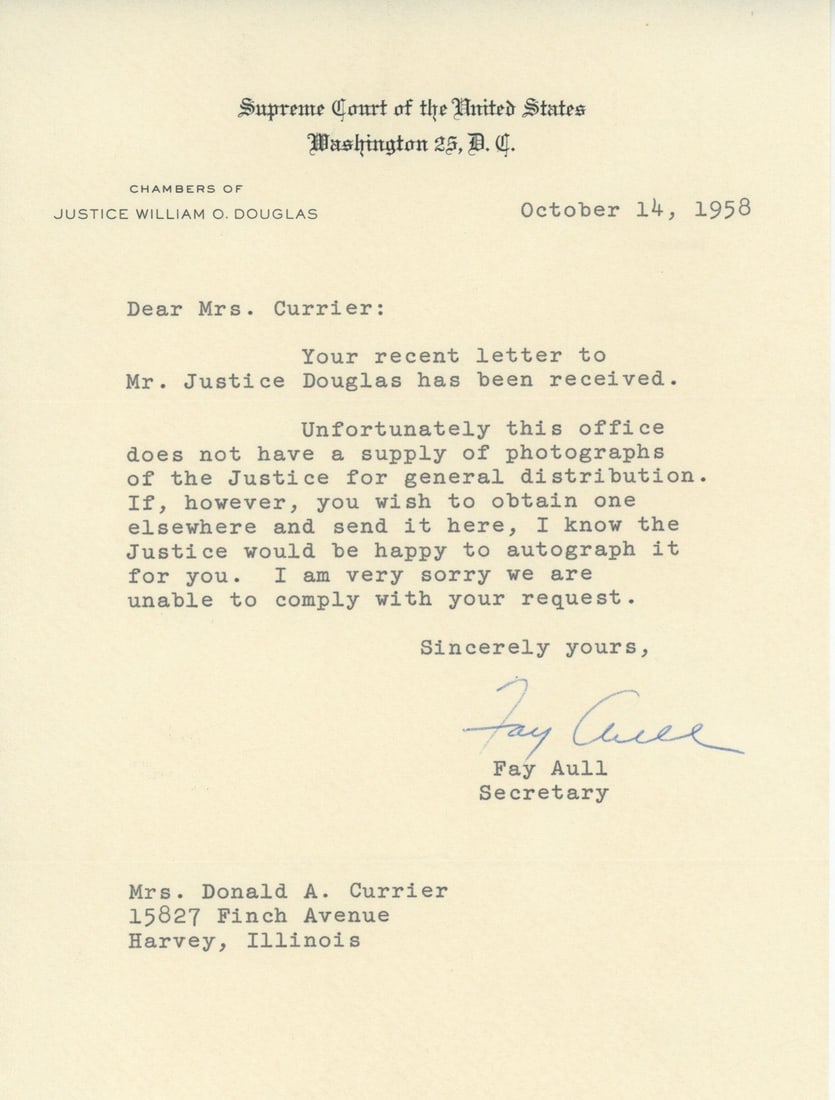 Supreme Court of the United States
Washington 25, D. C.
CHAMBERS OF
JUSTICE WILLIAM O. DOUGLAS
October 14, 1958
Dear Mrs. Currier:
Your recent letter to
Mr. Justice Douglas has been received.
Unfortunately this office
does not have a supply of photographs
of the Justice for general distribution.
If, however, you wish to obtain one
elsewhere and send it here, I know the
Justice would be happy to autograph it
for you.  I am very sorry we are
unable to comply with your request.
Sincerely yours,
Fay Aull
Fay Aull
Secretary
Mrs. Donald A. Currier
15827 Finch Avenue
Harvey, Illinois